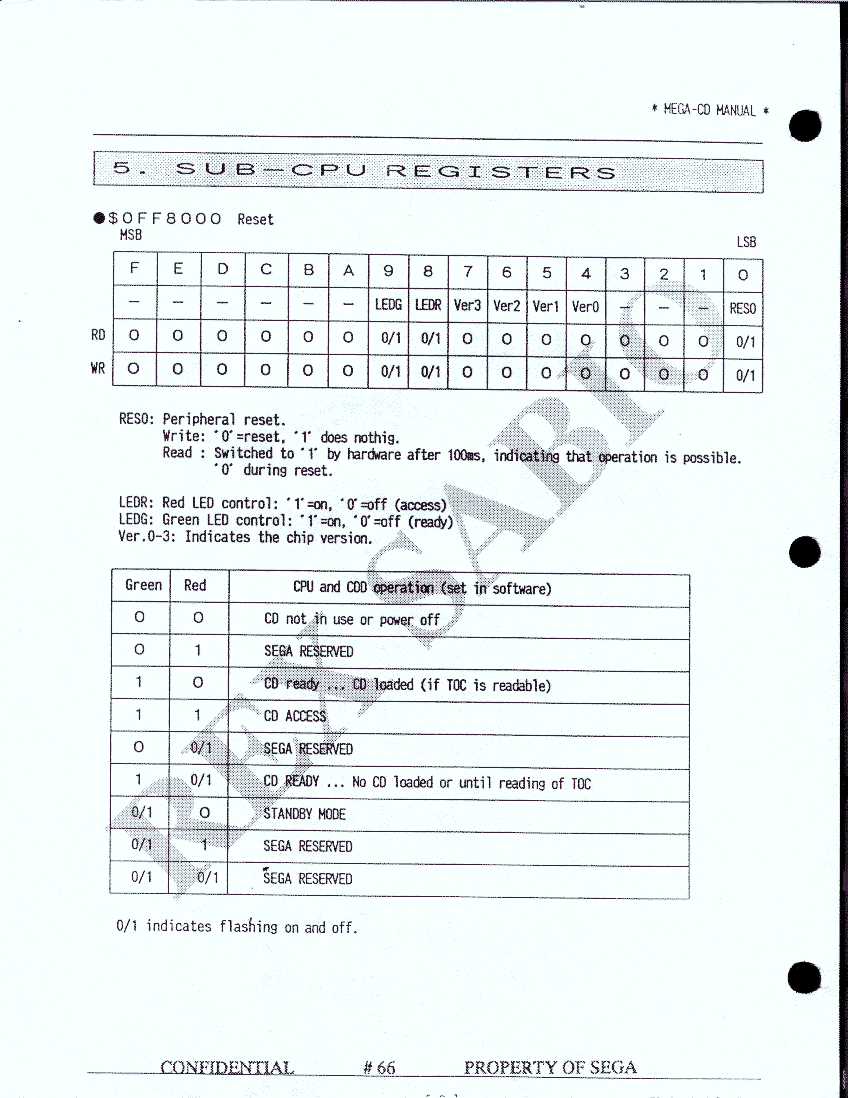 * MEGA-CD MANUAL *
5. SUB-CPU REGISTERS
●$0FF8000 Reset
MSB LSB
F E D C B A 9 8 7 6 5 4 3 2 1 0
— — — — — — LEDG LEDR Ver3 Ver2 Ver1 Ver0 — — — RES0
RD 0 0 0 0 0 0 0/1 0/1 0 0 0 0 0 0 0 0/1
WR 0 0 0 0 0 0 0/1 0/1 0 0 0 0 0 0 0 0/1
RES0: Peripheral reset.
Write: '0'=reset, '1' does nothig.
Read : Switched to '1' by hardware after 100ms, indicating that operation is possible.
'0' during reset.
LEDR: Red LED control: '1'=on, '0'=off (access)
LEDG: Green LED control: '1'=on, '0'=off (ready)
Ver.0-3: Indicates the chip version.
Green Red CPU and CDD operation (set in software)
0 0 CD not in use or power off
0 1 SEGA RESERVED
1 0 CD ready ... CD loaded (if TOC is readable)
1 1 CD ACCESS
0 0/1 SEGA RESERVED
1 0/1 CD READY ... No CD loaded or until reading of TOC
0/1 0 STANDBY MODE
0/1 1 SEGA RESERVED
0/1 0/1 SEGA RESERVED
0/1 indicates flashing on and off.
REX SABIO
CONFIDENTIAL # 66 PROPERTY OF SEGA